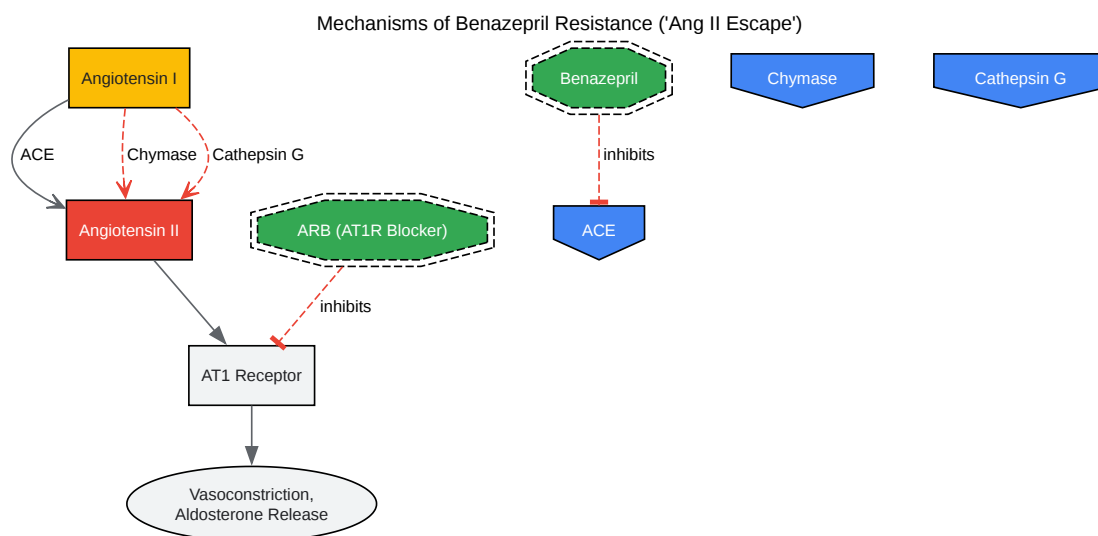 Mechanisms of Benazepril Resistance ('Ang II Escape')
Angiotensin I
Benazepril
Chymase
Cathepsin G
ACE
Chymase
Cathepsin G
inhibits
Angiotensin II
ARB (AT1R Blocker)
ACE
inhibits
AT1 Receptor
Vasoconstriction,
Aldosterone Release